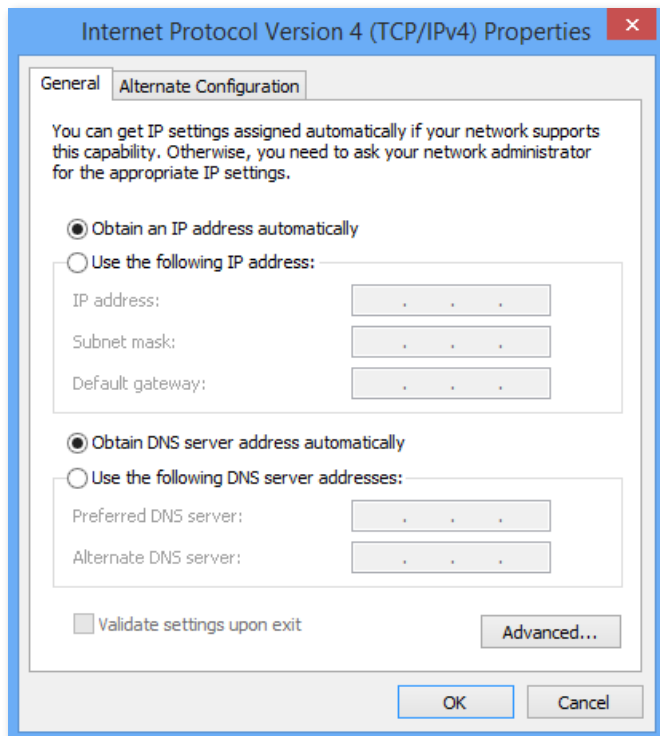 Internet Protocol Version 4 (TCP/IPv4) Properties
General
Alternate Configuration
You can get IP settings assigned automatically if your network supports
this capability. Otherwise, you need to ask your network administrator
for the appropriate IP settings.
Obtain an IP address automatically
Use the following IP address:
IP address:
. . .
Subnet mask:
. . .
Default gateway:
. . .
Obtain DNS server address automatically
Use the following DNS server addresses:
Preferred DNS server:
. . .
Alternate DNS server:
. . .
Validate settings upon exit
Advanced...
OK
Cancel